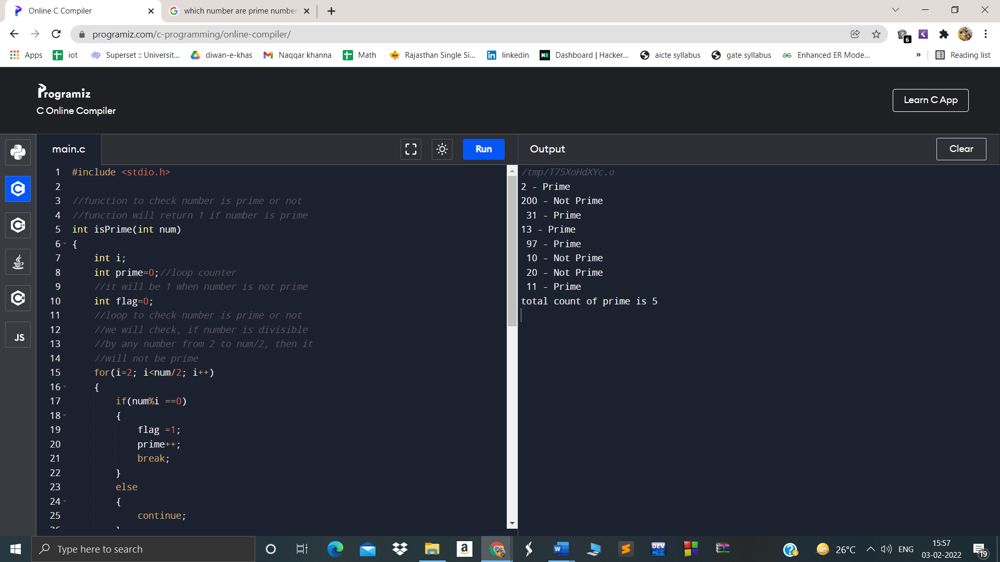 Online C Compiler
which number are prime number
programiz.com/c-programming/online-compiler/
6
Apps
iot
Superset :: Universit...
diwan-e-khas
Naqqar khanna
Math
Rajasthan Single Si...
linkedin
Dashboard | Hacker...
aicte syllabus
gate syllabus
Enhanced ER Mode...
»
Reading list
Programiz
C Online Compiler
Learn C App
main.c
Run
Output
Clear
JS
1 #include <stdio.h>
2
3 //function to check number is prime or not
4 //function will return 1 if number is prime
5 int isPrime(int num)
6 {
7 int i;
8 int prime=0;//loop counter
9 //it will be 1 when number is not prime
10 int flag=0;
11 //loop to check number is prime or not
12 //we will check, if number is divisible
13 //by any number from 2 to num/2, then it
14 //will not be prime
15 for(i=2; i<num/2; i++)
16 {
17 if(num%i ==0)
18 {
19 flag =1;
20 prime++;
21 break;
22 }
23 else
24 {
25 continue;
/tmp/T75XoHdXYc.o
2 - Prime
200 - Not Prime
31 - Prime
13 - Prime
97 - Prime
10 - Not Prime
20 - Not Prime
11 - Prime
total count of prime is 5
Type here to search
DEV
C++
26°C
ENG
15:57
03-02-2022
19